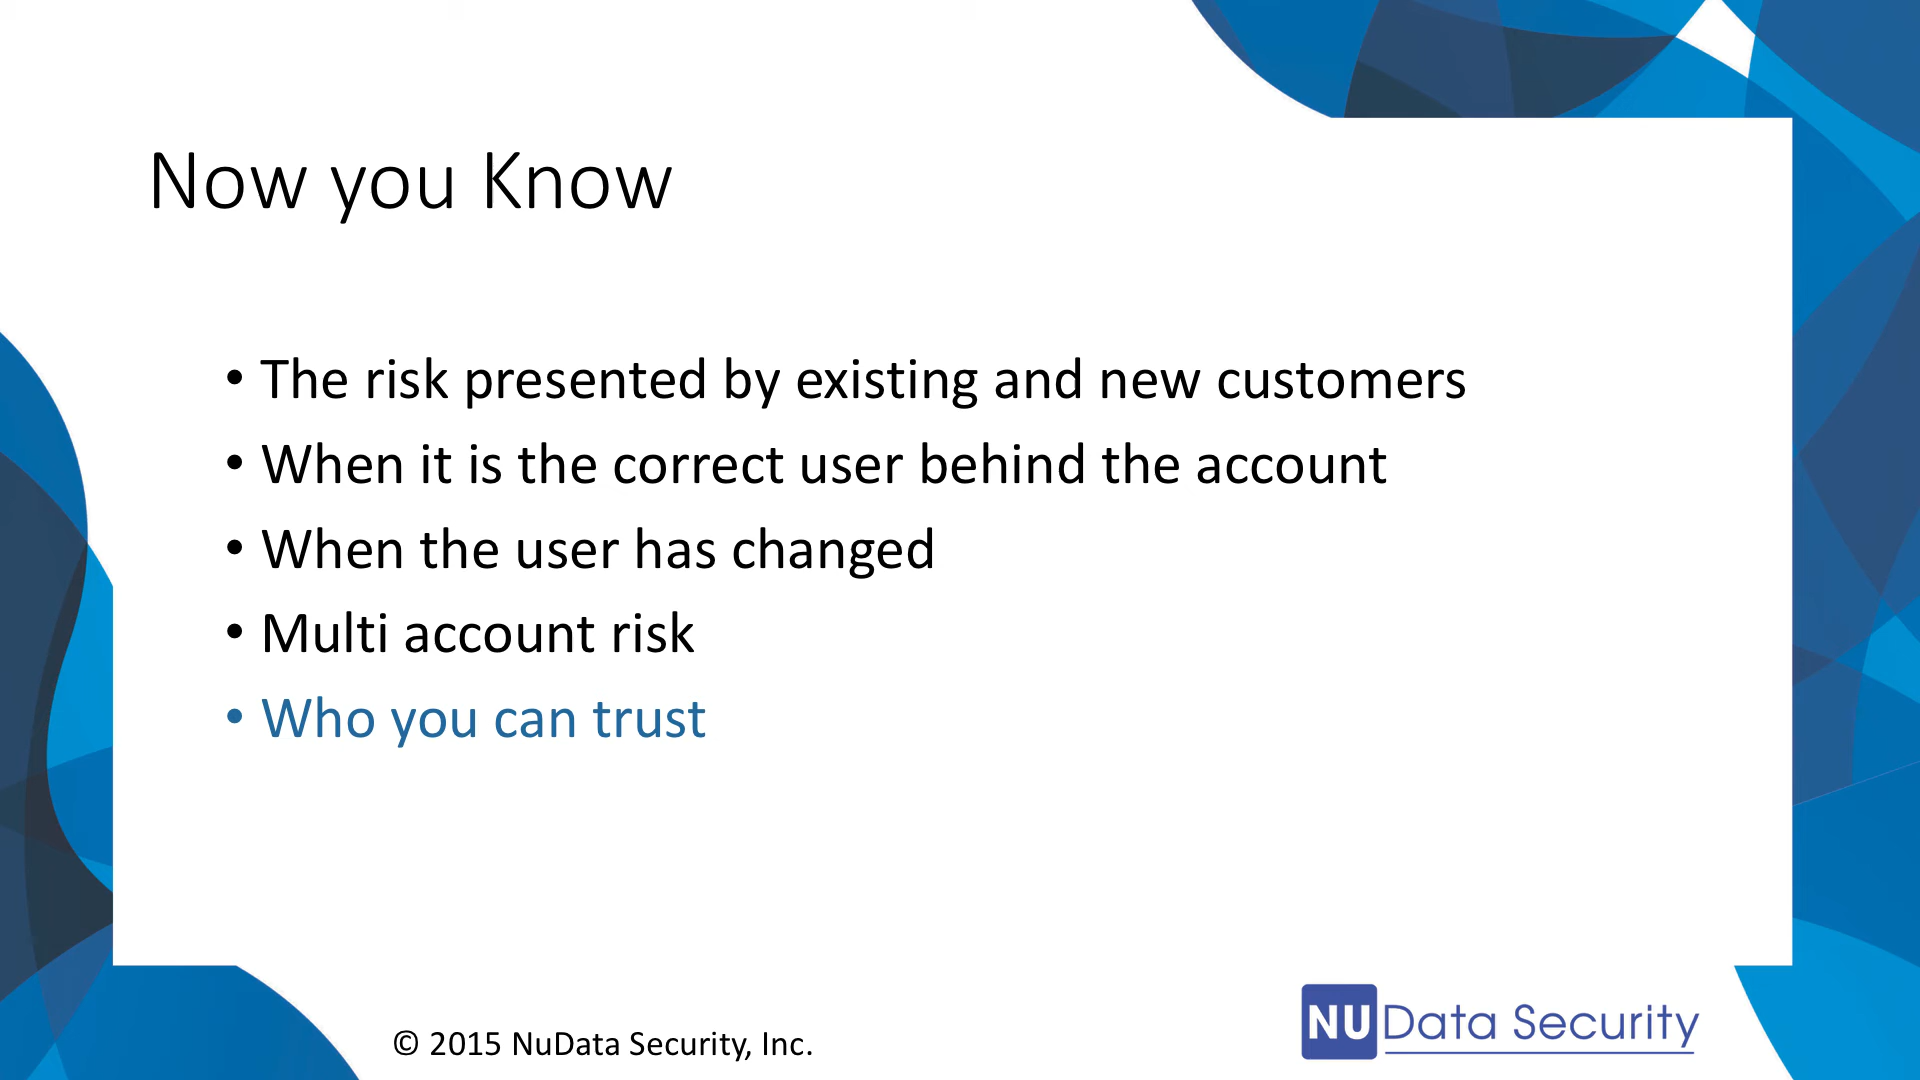 Now you Know
• The risk presented by existing and new customers
• When it is the correct user behind the account
• When the user has changed
• Multi account risk
• Who you can trust
© 2015 NuData Security, Inc.
NU Data Security